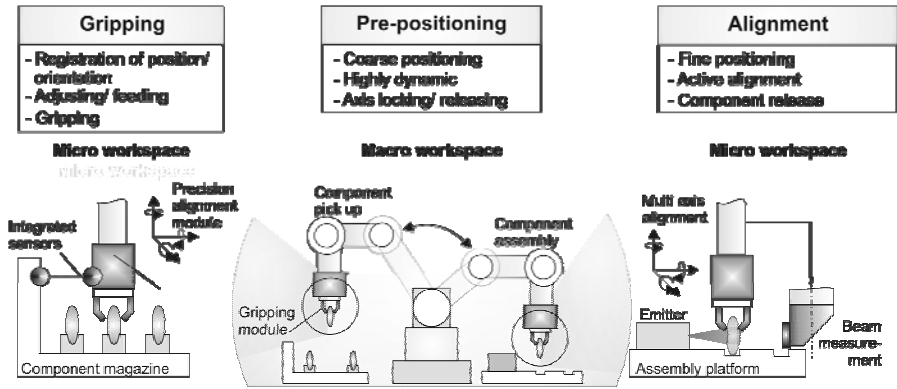 Gripping
- Registration of position/
orientation
- Adjusting/ feeding
- Gripping
Micro workspace
Micro workspace
Integrated
sensors
Precision
alignment
module
Component magazine
Pre-positioning
- Coarse positioning
- Highly dynamic
- Axis locking/ releasing
Macro workspace
Component
pick up
Component
assembly
Gripping
module
Alignment
- Fine positioning
- Active alignment
- Component release
Micro workspace
Multi axis
alignment
Emitter
Beam
measure-
ment
Assembly platform